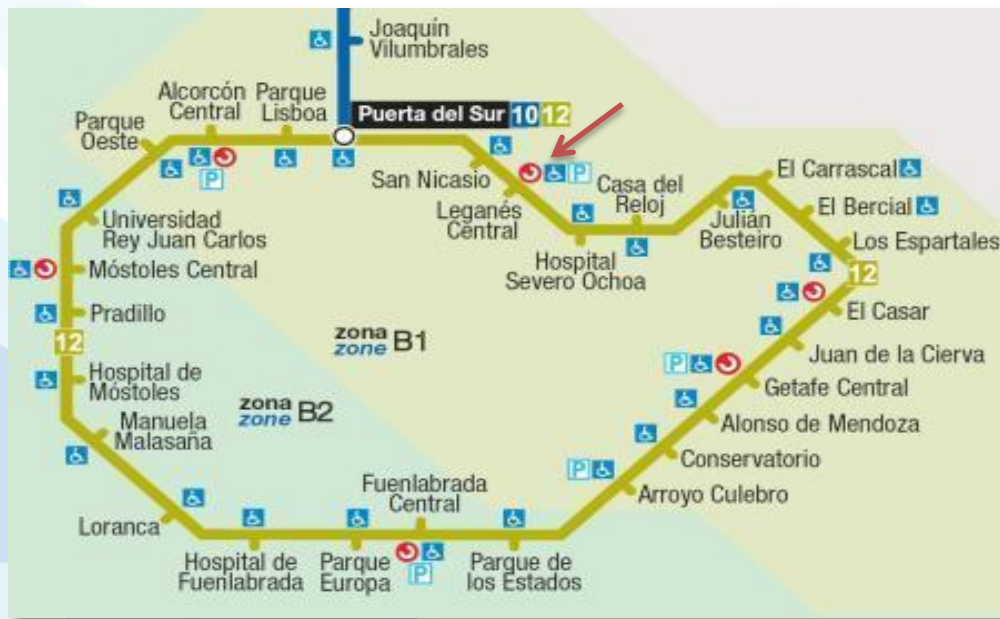 Joaquín
Vilumbrales
Alcorcón
Central
Parque
Lisboa
Puerta del Sur 10 12
Parque
Oeste
P
San Nicasio
P
Leganés
Central
Casa del
Reloj
Hospital
Severo Ochoa
Julián
Besteiro
El Carrascal
El Bercial
Los Espartales
12
El Casar
Juan de la Cierva
P
Getafe Central
Alonso de Mendoza
Conservatorio
P
Arroyo Culebro
Universidad
Rey Juan Carlos
Móstoles Central
Pradillo
12
Hospital de
Móstoles
Manuela
Malasaña
Loranca
zona
zone B1
zona
zone B2
Hospital de
Fuenlabrada
Parque
Europa
Fuenlabrada
Central
P
Parque de
los Estados